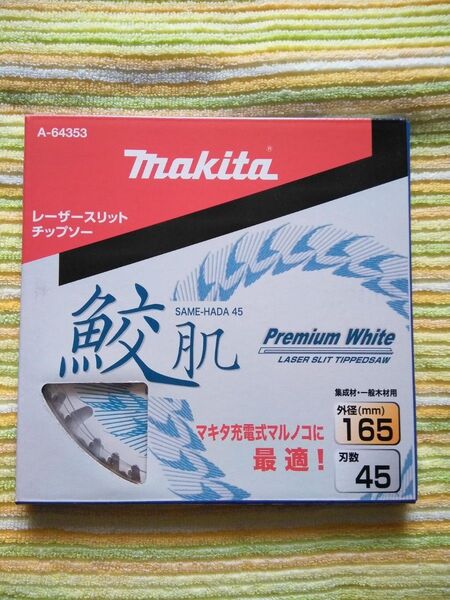 A-64353
makita®
レーザースリット
チップソー
SAME-HADA 45
鮫肌
Premium White
LASER SLIT TIPPEDSAW
集成材・一般木材用
外径(mm)
165
マキタ充電式マルノコに
最適！
刃数
45